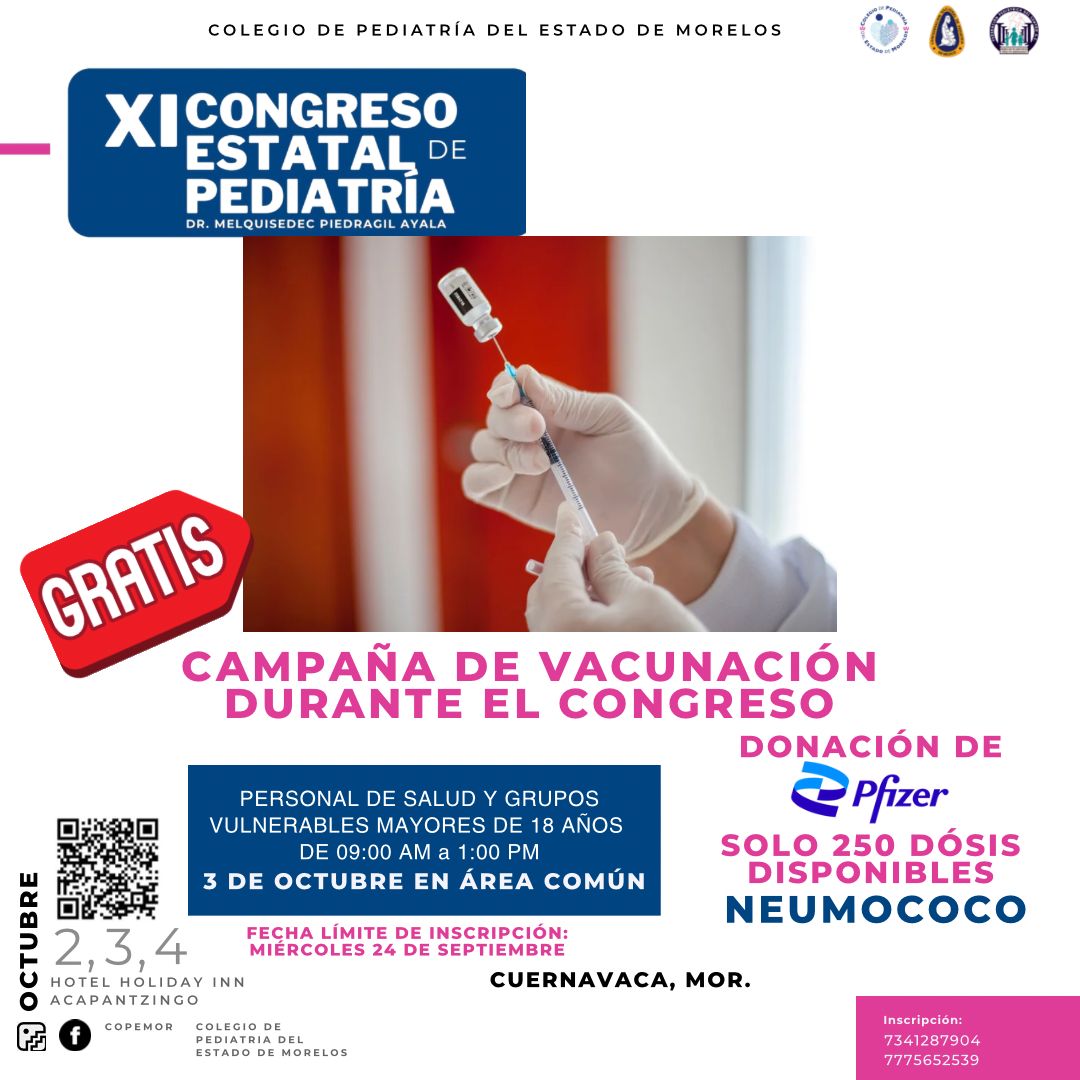 COLEGIO DE PEDIATRÍA DEL ESTADO DE MORELOS
XI CONGRESO
ESTATAL DE
PEDIATRÍA
DR. MELQUISEDEC PIEDRAGIL AYALA
GRATIS
CAMPAÑA DE VACUNACIÓN
DURANTE EL CONGRESO
DONACIÓN DE
Pfizer
SOLO 250 DÓSIS
DISPONIBLES
NEUMOCOCO
PERSONAL DE SALUD Y GRUPOS
VULNERABLES MAYORES DE 18 AÑOS
DE 09:00 AM a 1:00 PM
3 DE OCTUBRE EN ÁREA COMÚN
FECHA LÍMITE DE INSCRIPCIÓN:
MIÉRCOLES 24 DE SEPTIEMBRE
CUERNAVACA, MOR.
OCTUBRE
2,3,4
HOTEL HOLIDAY INN
ACAPANTZINGO
COPEMOR
COLEGIO DE
PEDIATRIA DEL
ESTADO DE MORELOS
Inscripción:
7341287904
7775652539